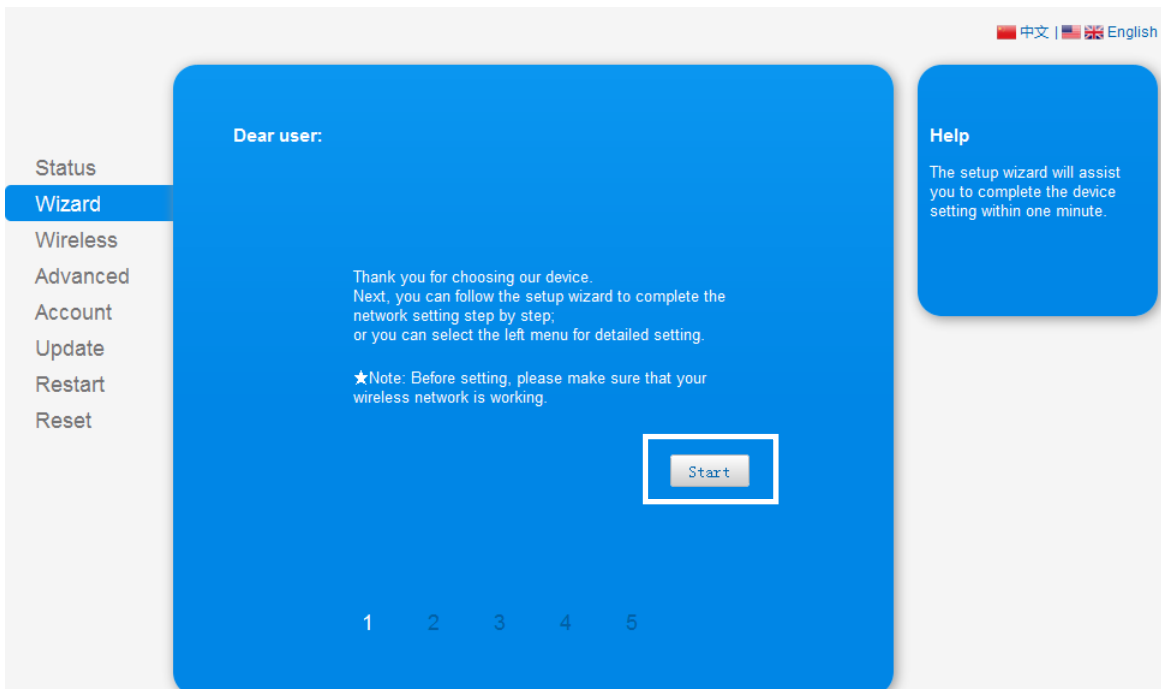 中文 | English
Status
Wizard
Wireless
Advanced
Account
Update
Restart
Reset
Dear user:
Thank you for choosing our device.
Next, you can follow the setup wizard to complete the
network setting step by step;
or you can select the left menu for detailed setting.
★Note: Before setting, please make sure that your
wireless network is working.
Start
1 2 3 4 5
Help
The setup wizard will assist
you to complete the device
setting within one minute.